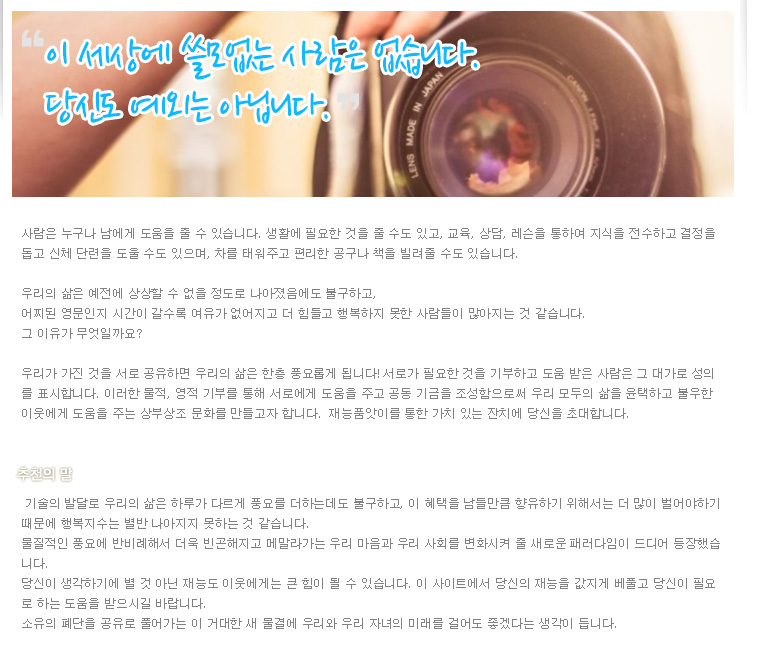 “이 세상에 쓸모없는 사람은 없습니다.
당신도 예외는 아닙니다.”
LENS MADE IN JAPAN
CANON LENS EF
사람은 누구나 남에게 도움을 줄 수 있습니다. 생활에 필요한 것을 줄 수도 있고, 교육, 상담, 레슨을 통하여 지식을 전수하고 결정을
돕고 신체 단련을 도울 수도 있으며, 차를 태워주고 편리한 공구나 책을 빌려줄 수도 있습니다.
우리의 삶은 예전에 상상할 수 없을 정도로 나아졌음에도 불구하고,
어찌된 영문인지 시간이 갈수록 여유가 없어지고 더 힘들고 행복하지 못한 사람들이 많아지는 것 같습니다.
그 이유가 무엇일까요?
우리가 가진 것을 서로 공유하면 우리의 삶은 한층 풍요롭게 됩니다! 서로가 필요한 것을 기부하고 도움 받은 사람은 그 대가로 성의
를 표시합니다. 이러한 물적, 영적 기부를 통해 서로에게 도움을 주고 공동 기금을 조성함으로써 우리 모두의 삶을 윤택하고 불우한
이웃에게 도움을 주는 상부상조 문화를 만들고자 합니다. 재능품앗이를 통한 가치 있는 잔치에 당신을 초대합니다.
추천의 말
기술의 발달로 우리의 삶은 하루가 다르게 풍요를 더하는데도 불구하고, 이 혜택을 남들만큼 향유하기 위해서는 더 많이 벌어야하기
때문에 행복지수는 별반 나아지지 못하는 것 같습니다.
물질적인 풍요에 반비례해서 더욱 빈곤해지고 메말라가는 우리 마음과 우리 사회를 변화시켜 줄 새로운 패러다임이 드디어 등장했습
니다.
당신이 생각하기에 별 것 아닌 재능도 이웃에게는 큰 힘이 될 수 있습니다. 이 사이트에서 당신의 재능을 값지게 베풀고 당신이 필요
로 하는 도움을 받으시길 바랍니다.
소유의 폐단을 공유로 풀어가는 이 거대한 새 물결에 우리와 우리 자녀의 미래를 걸어도 좋겠다는 생각이 듭니다.